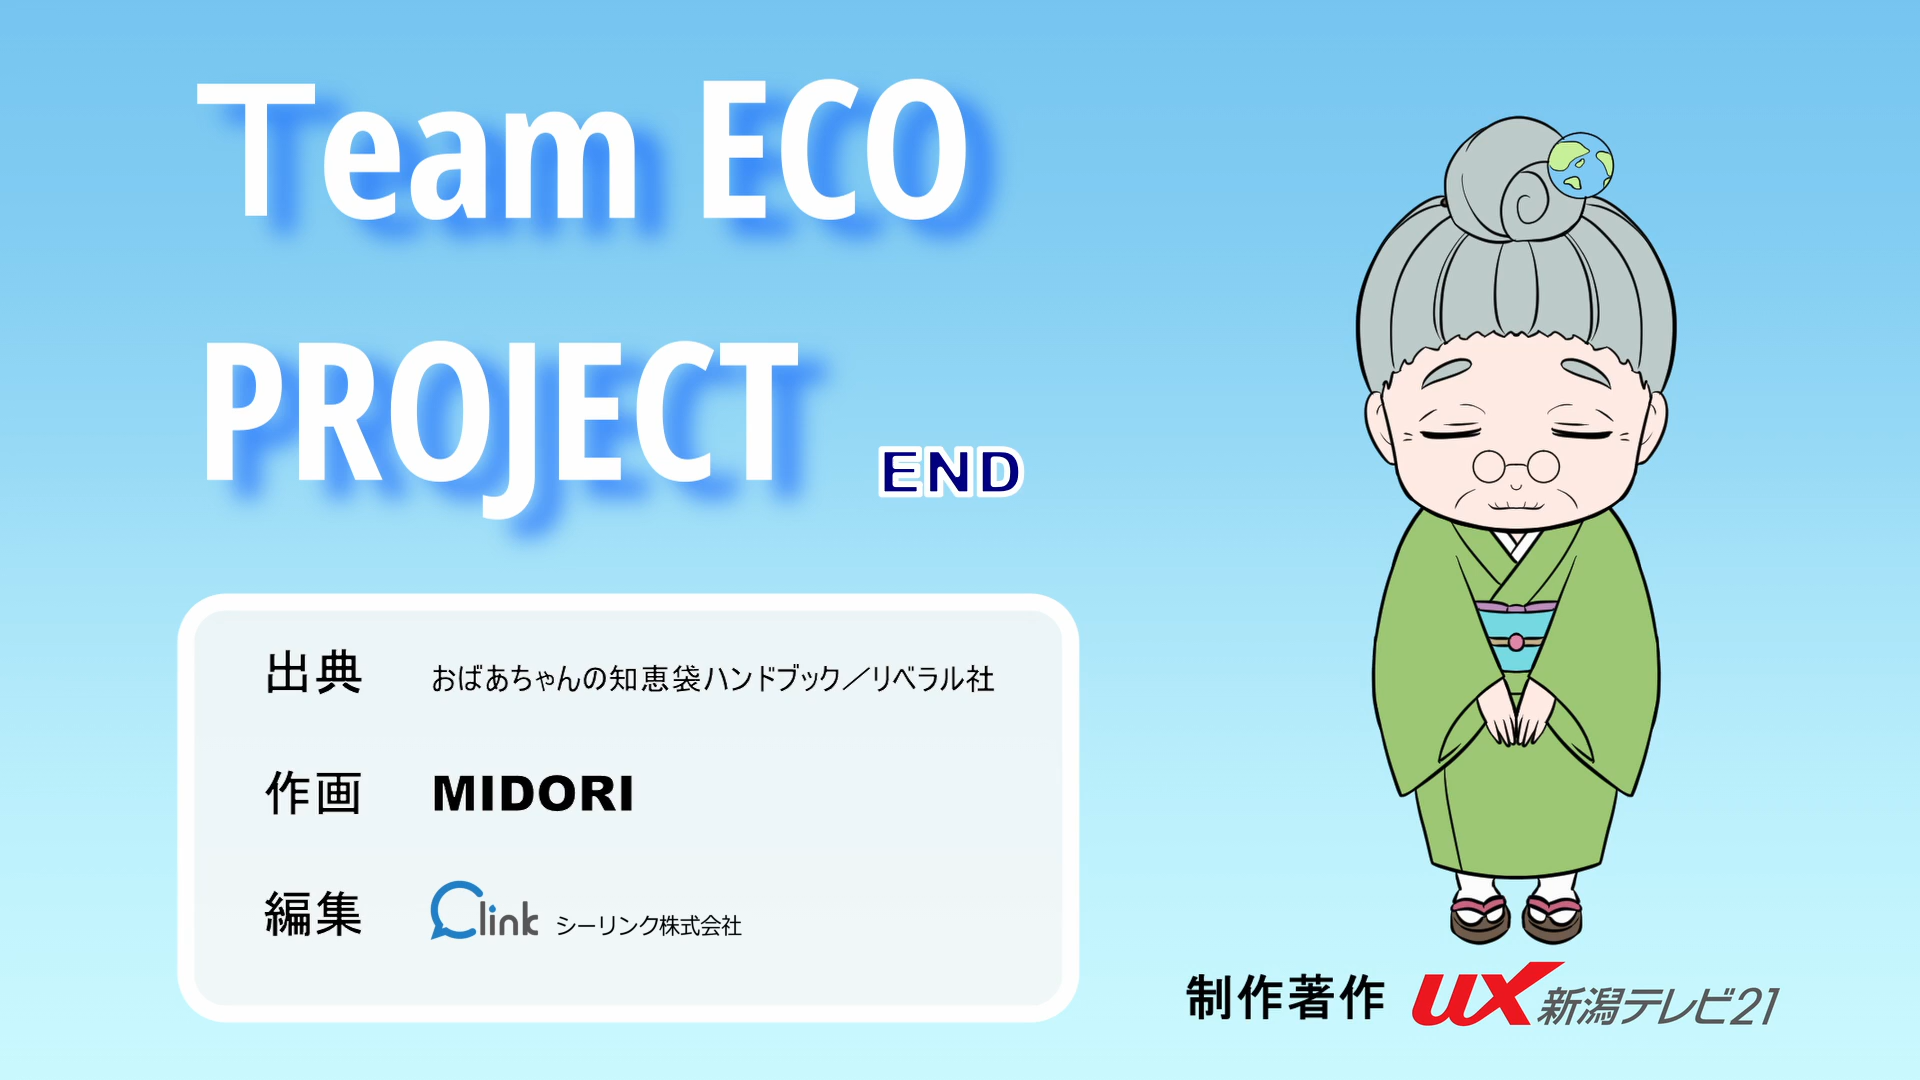 Team ECO
PROJECT END
出典 おばあちゃんの知恵袋ハンドブック／リベラル社
作画 MIDORI
編集 Clink シーリンク株式会社
制作著作 UX 新潟テレビ21